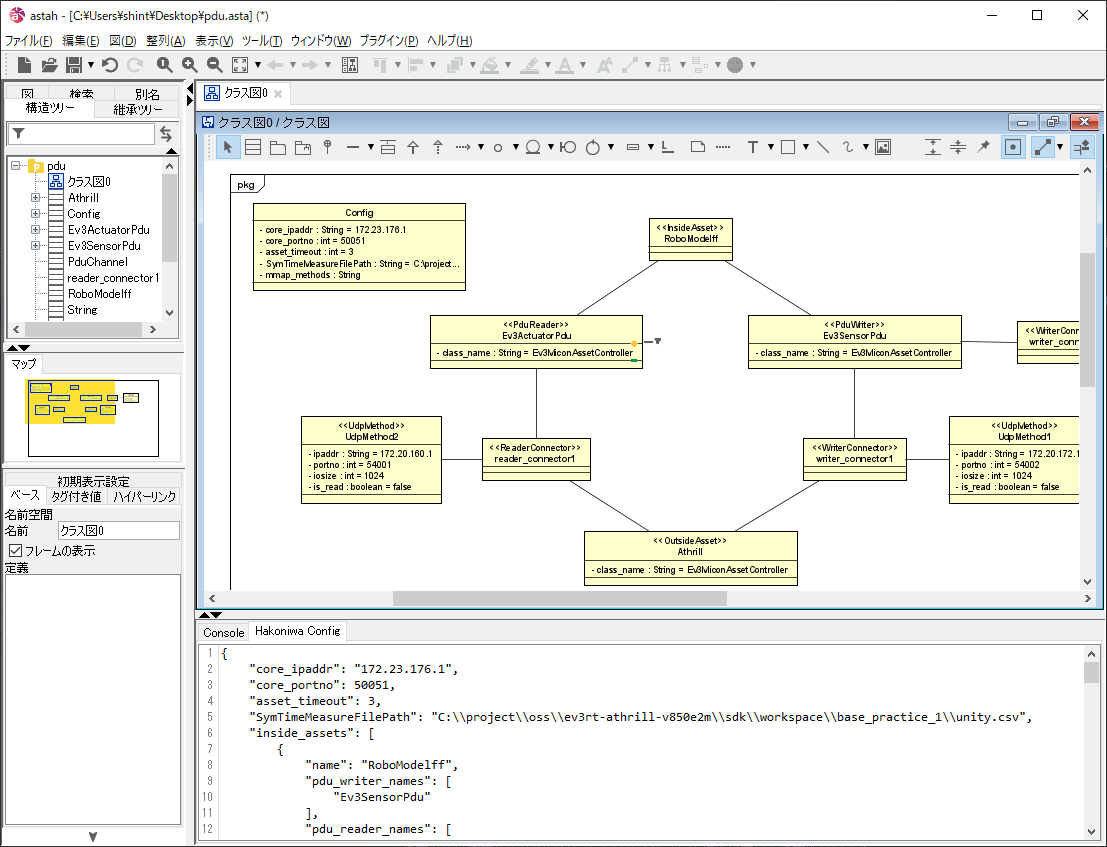 astah - [C:¥Users¥shint¥Desktop¥pdu.asta] (*)
ファイル(F) 編集(E) 図(D) 整列(A) 表示(V) ツール(T) ウィンドウ(W) プラグイン(P) ヘルプ(H)
図 検索 別名
構造ツリー 継承ツリー
pdu
クラス図0
Athrill
Config
Ev3ActuatorPdu
Ev3SensorPdu
PduChannel
reader_connector1
RoboModelff
String
マップ
初期表示設定
ベース タグ付き値 ハイパーリンク
名前空間
名前 クラス図0
フレームの表示
定義
クラス図0
クラス図0 / クラス図
pkg
Config
- core_ipaddr : String = 172.23.176.1
- core_portno : int = 50051
- asset_timeout : int = 3
- SymTimeMeasureFilePath : String = C:\project...
- mmap_methods : String
<<InsideAsset>>
RoboModelff
<<PduReader>>
Ev3ActuatorPdu
- class_name : String = Ev3MiconAssetController
<<PduWriter>>
Ev3SensorPdu
- class_name : String = Ev3MiconAssetController
<<WriterConn
writer_conn
<<UdpMethod>>
UdpMethod2
- ipaddr : String = 172.20.160.1
- portno : int = 54001
- iosize : int = 1024
- is_read : boolean = false
<<ReaderConnector>>
reader_connector1
<<WriterConnector>>
writer_connector1
<<UdpMethod>>
UdpMethod1
- ipaddr : String = 172.20.172.1
- portno : int = 54002
- iosize : int = 1024
- is_read : boolean = false
<<OutsideAsset>>
Athrill
- class_name : String = Ev3MiconAssetController
Console Hakoniwa Config
1 {
2 "core_ipaddr": "172.23.176.1",
3 "core_portno": 50051,
4 "asset_timeout": 3,
5 "SymTimeMeasureFilePath": "C:\\project\\oss\\ev3rt-athrill-v850e2m\\sdk\\workspace\\base_practice_1\\unity.csv",
6 "inside_assets": [
7 {
8 "name": "RoboModelff",
9 "pdu_writer_names": [
10 "Ev3SensorPdu"
11 ],
12 "pdu_reader_names": [